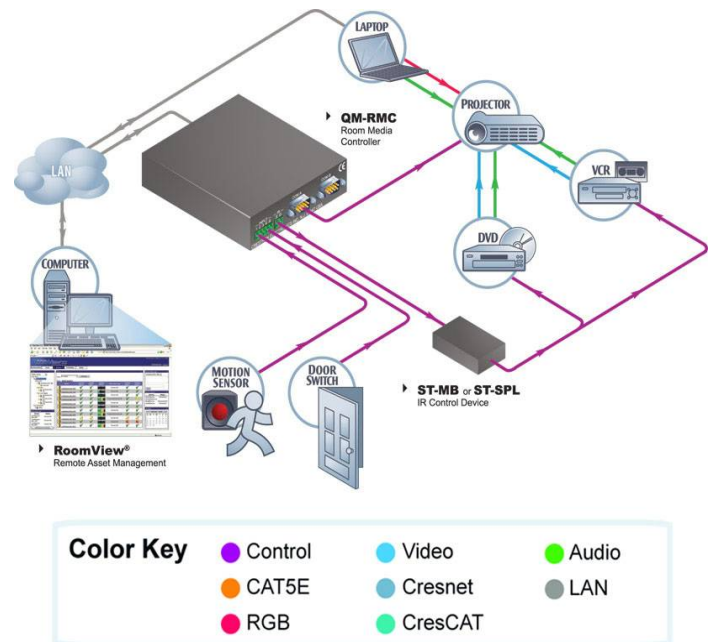 LAPTOP
QM-RMC
Room Media
Controller
PROJECTOR
LAN
VCR
COMPUTER
DVD
MOTION
SENSOR
DOOR
SWITCH
ST-MB or ST-SPL
IR Control Device
RoomView®
Remote Asset Management
Color Key
Control
Video
Audio
CAT5E
Cresnet
LAN
RGB
CresCAT